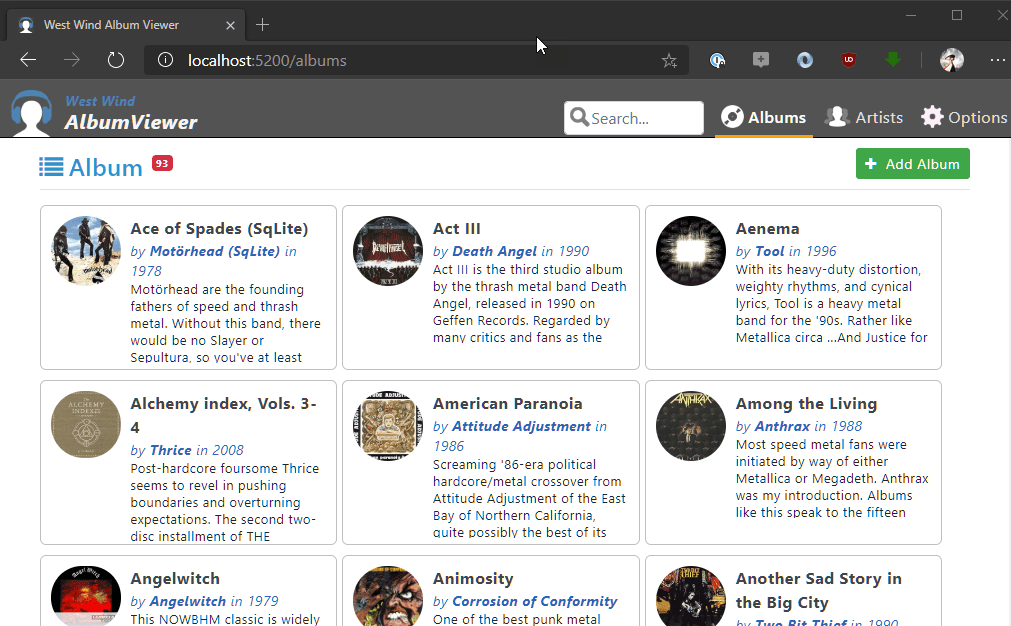 West Wind Album Viewer
localhost:5200/albums
West Wind
AlbumViewer
Search...
Albums
Artists
Options
Album 93
Add Album
Ace of Spades (SqLite)
by Motörhead (SqLite) in
1978
Motörhead are the founding
fathers of speed and thrash
metal. Without this band, there
would be no Slayer or
Sepultura, so you've at least
Act III
by Death Angel in 1990
Act III is the third studio album
by the thrash metal band Death
Angel, released in 1990 on
Geffen Records. Regarded by
many critics and fans as the
Aenema
by Tool in 1996
With its heavy-duty distortion,
weighty rhythms, and cynical
lyrics, Tool is a heavy metal
band for the '90s. Rather like
Metallica circa ...And Justice for
Alchemy index, Vols. 3-
4
by Thrice in 2008
Post-hardcore foursome Thrice
seems to revel in pushing
boundaries and overturning
expectations. The second two-
disc installment of THE
American Paranoia
by Attitude Adjustment in
1986
Screaming '86-era political
hardcore/metal crossover from
Attitude Adjustment of the East
Bay of Northern California,
quite possibly the best of its
Among the Living
by Anthrax in 1988
Most speed metal fans were
initiated by way of either
Metallica or Megadeth. Anthrax
was my introduction. Albums
like this speak to the fifteen
Angelwitch
by Angelwitch in 1979
This NOWBHM classic is widely
Animosity
by Corrosion of Conformity
One of the best punk metal
Another Sad Story in
the Big City
by Two Bit Thief in 1990